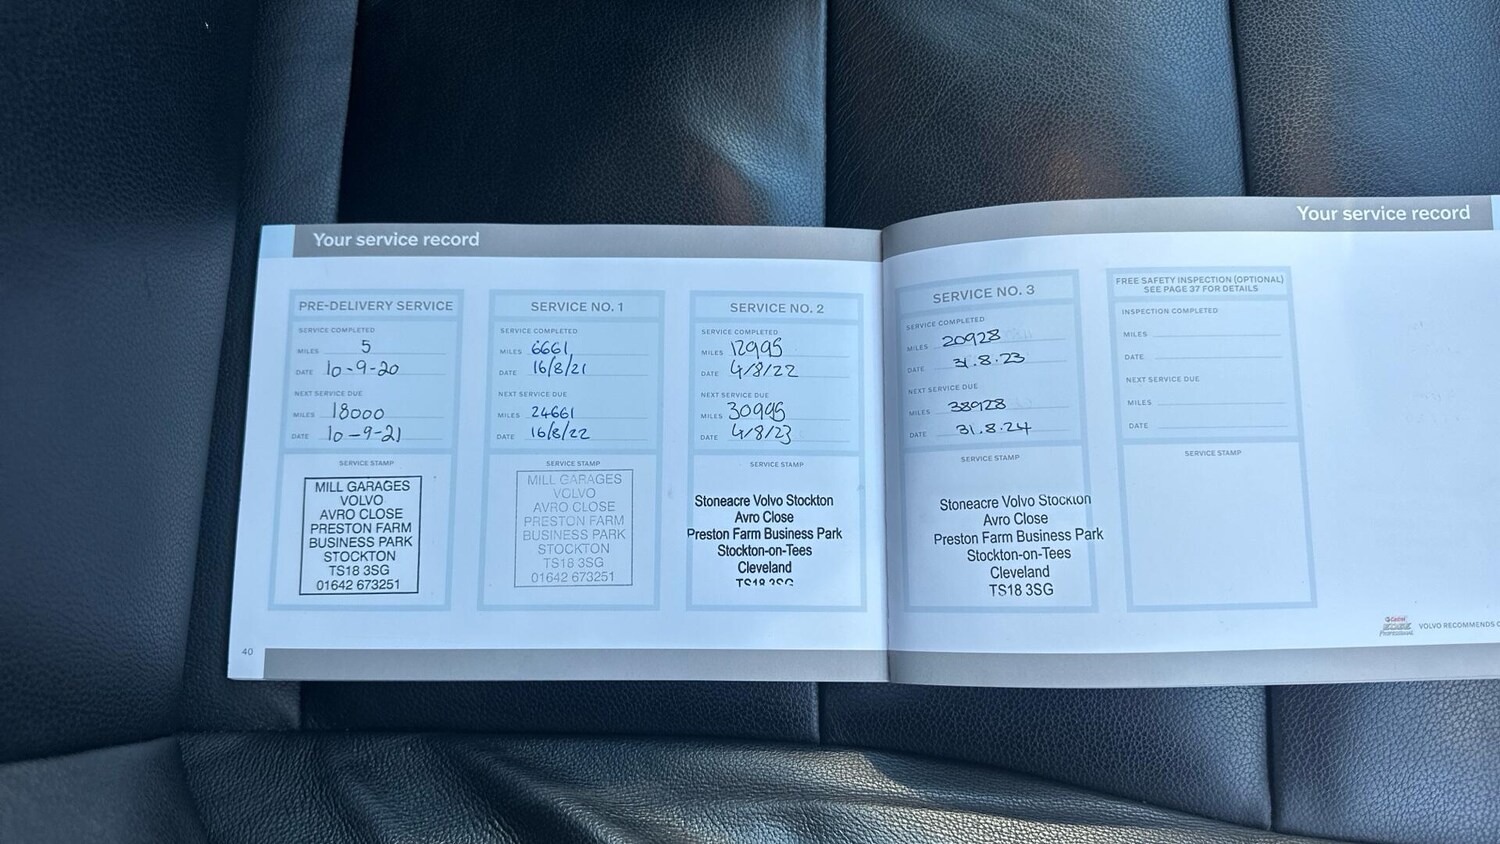 Your service record
PRE-DELIVERY SERVICE
SERVICE COMPLETED
MILES 5
DATE 10-9-20
NEXT SERVICE DUE
MILES 18000
DATE 10-9-21
SERVICE STAMP
MILL GARAGES
VOLVO
AVRO CLOSE
PRESTON FARM
BUSINESS PARK
STOCKTON
TS18 3SG
01642 673251
SERVICE NO. 1
SERVICE COMPLETED
MILES 6661
DATE 16/8/21
NEXT SERVICE DUE
MILES 24661
DATE 16/8/22
SERVICE STAMP
MILL GARAGES
VOLVO
AVRO CLOSE
PRESTON FARM
BUSINESS PARK
STOCKTON
TS18 3SG
01642 673251
SERVICE NO. 2
SERVICE COMPLETED
MILES 12995
DATE 4/8/22
NEXT SERVICE DUE
MILES 30995
DATE 4/8/23
SERVICE STAMP
Stoneacre Volvo Stockton
Avro Close
Preston Farm Business Park
Stockton-on-Tees
Cleveland
TS18 3SG
40
Your service record
SERVICE NO. 3
SERVICE COMPLETED
MILES 20928
DATE 31.8.23
NEXT SERVICE DUE
MILES 38928
DATE 31.8.24
SERVICE STAMP
Stoneacre Volvo Stockton
Avro Close
Preston Farm Business Park
Stockton-on-Tees
Cleveland
TS18 3SG
FREE SAFETY INSPECTION (OPTIONAL)
SEE PAGE 37 FOR DETAILS
INSPECTION COMPLETED
MILES
DATE
NEXT SERVICE DUE
MILES
DATE
SERVICE STAMP
Castrol
Professional
VOLVO RECOMMENDS